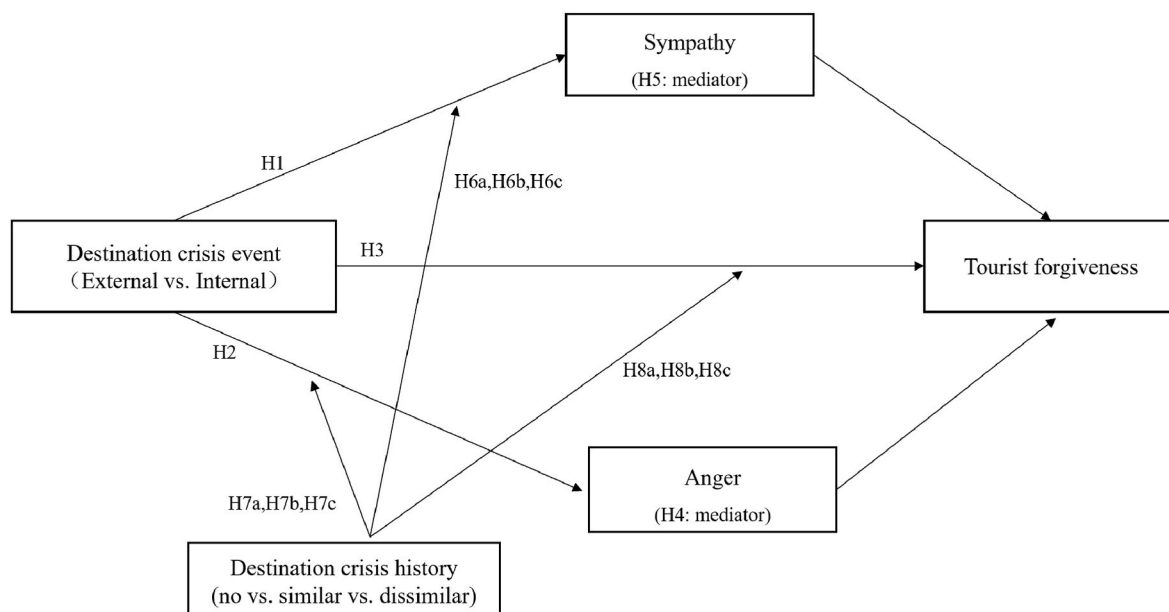 Sympathy
(H5: mediator)
H1
H6a,H6b,H6c
Destination crisis event
（External vs. Internal）
H3
Tourist forgiveness
H2
H8a,H8b,H8c
Anger
(H4: mediator)
H7a,H7b,H7c
Destination crisis history
(no vs. similar vs. dissimilar)